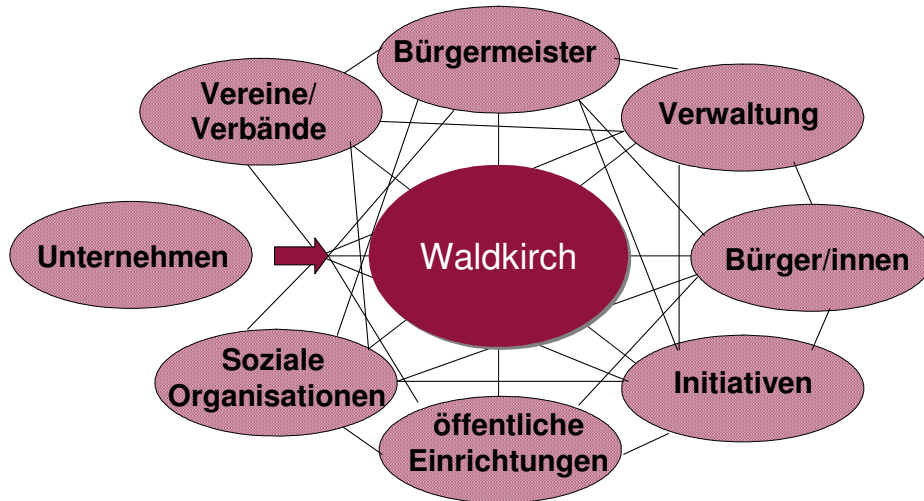 Bürgermeister
Vereine/
Verbände
Verwaltung
Unternehmen
Waldkirch
Bürger/innen
Soziale
Organisationen
Initiativen
öffentliche
Einrichtungen